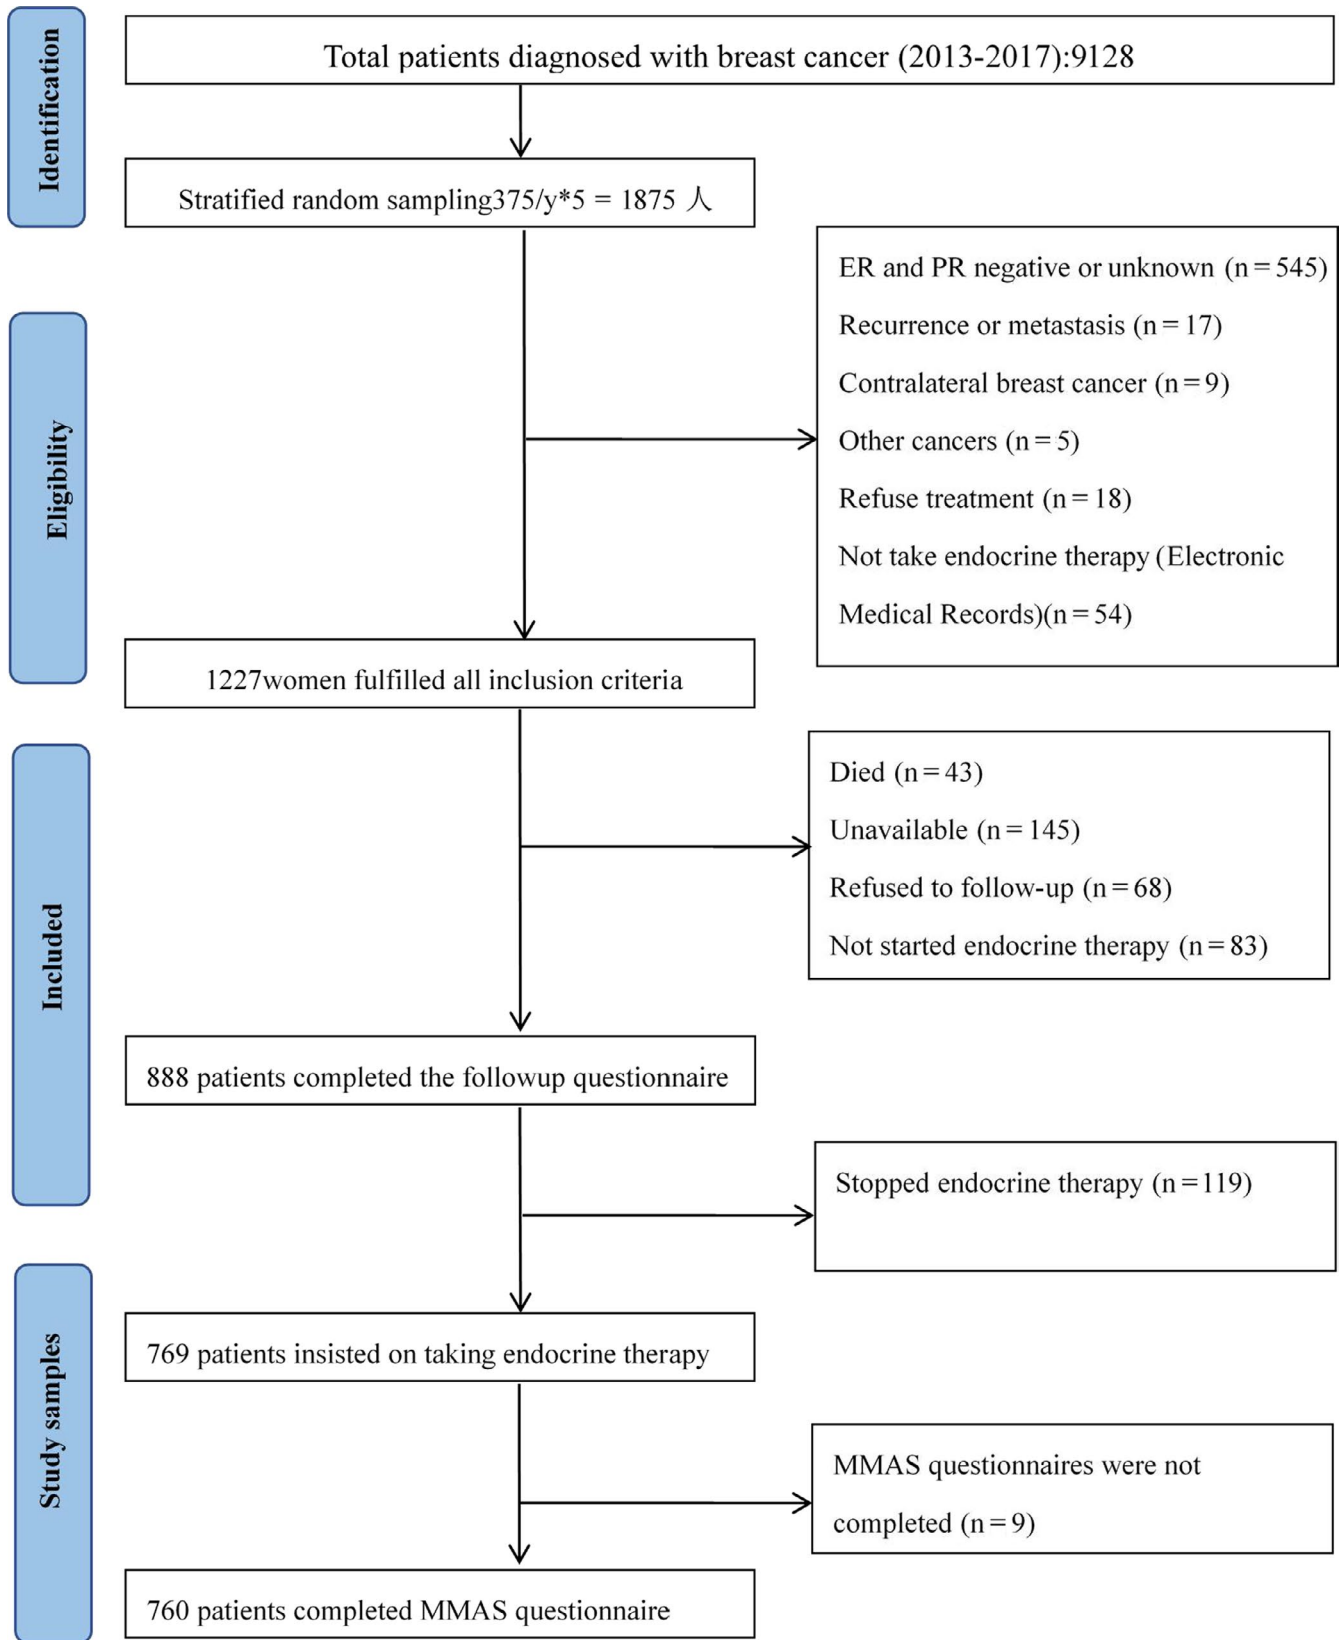 Identification
Total patients diagnosed with breast cancer (2013-2017):9128
Stratified random sampling375/y*5 = 1875 人
Eligibility
ER and PR negative or unknown (n = 545)
Recurrence or metastasis (n = 17)
Contralateral breast cancer (n = 9)
Other cancers (n = 5)
Refuse treatment (n = 18)
Not take endocrine therapy (Electronic
Medical Records)(n = 54)
1227women fulfilled all inclusion criteria
Included
Died (n = 43)
Unavailable (n = 145)
Refused to follow-up (n = 68)
Not started endocrine therapy (n = 83)
888 patients completed the followup questionnaire
Stopped endocrine therapy (n = 119)
Study samples
769 patients insisted on taking endocrine therapy
MMAS questionnaires were not
completed (n = 9)
760 patients completed MMAS questionnaire